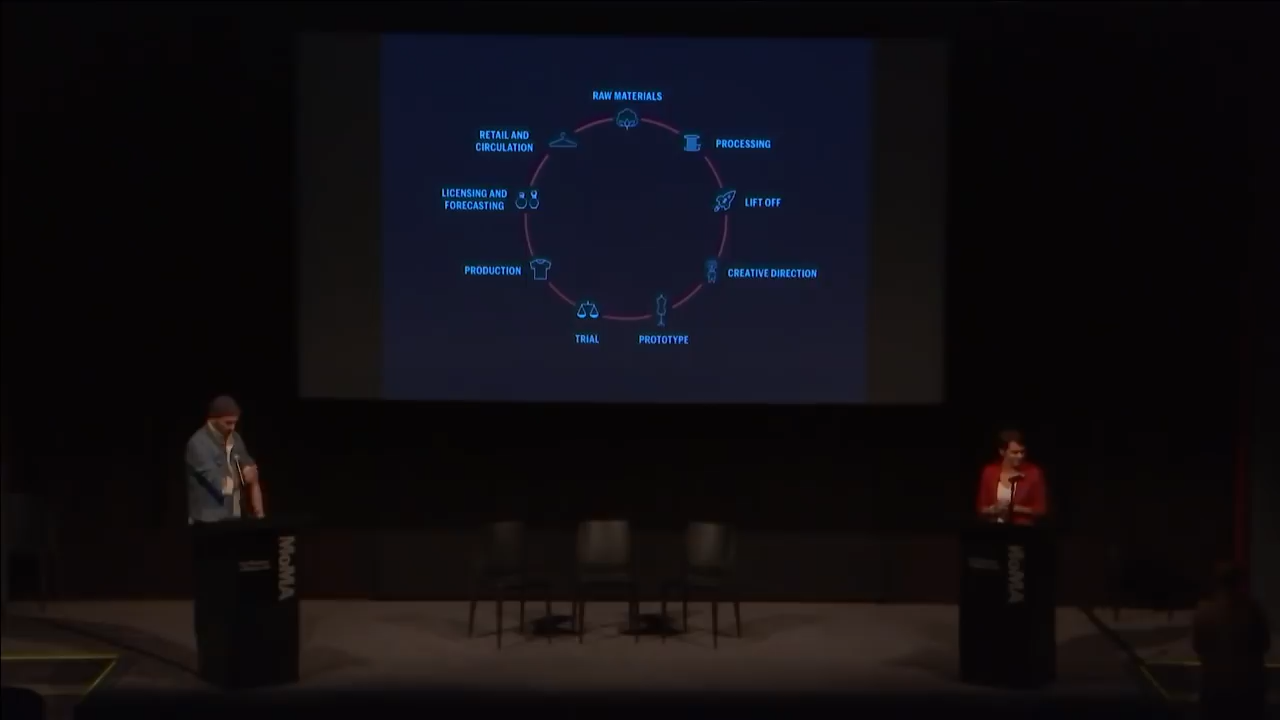 RAW MATERIALS
RETAIL AND
CIRCULATION
PROCESSING
LICENSING AND
FORECASTING
LIFT OFF
PRODUCTION
CREATIVE DIRECTION
TRIAL
PROTOTYPE
MoMA
MoMA